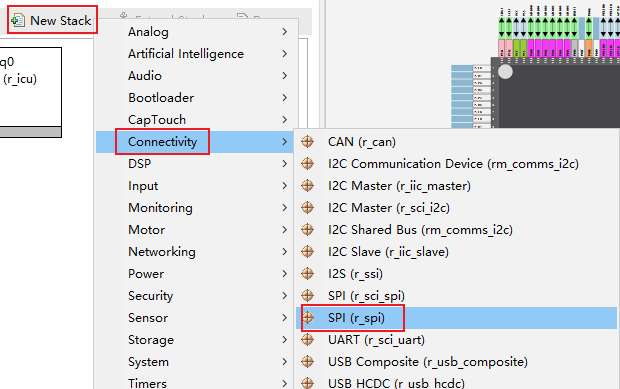 New Stack
q0
(r_icu)
Analog
Artificial Intelligence
Audio
Bootloader
CapTouch
Connectivity
DSP
Input
Monitoring
Motor
Networking
Power
Security
Sensor
Storage
System
Timers
CAN (r_can)
I2C Communication Device (rm_comms_i2c)
I2C Master (r_iic_master)
I2C Master (r_sci_i2c)
I2C Shared Bus (rm_comms_i2c)
I2C Slave (r_iic_slave)
I2S (r_ssi)
SPI (r_sci_spi)
SPI (r_spi)
UART (r_sci_uart)
USB Composite (r_usb_composite)
USB HCDC (r_usb_hcdc)